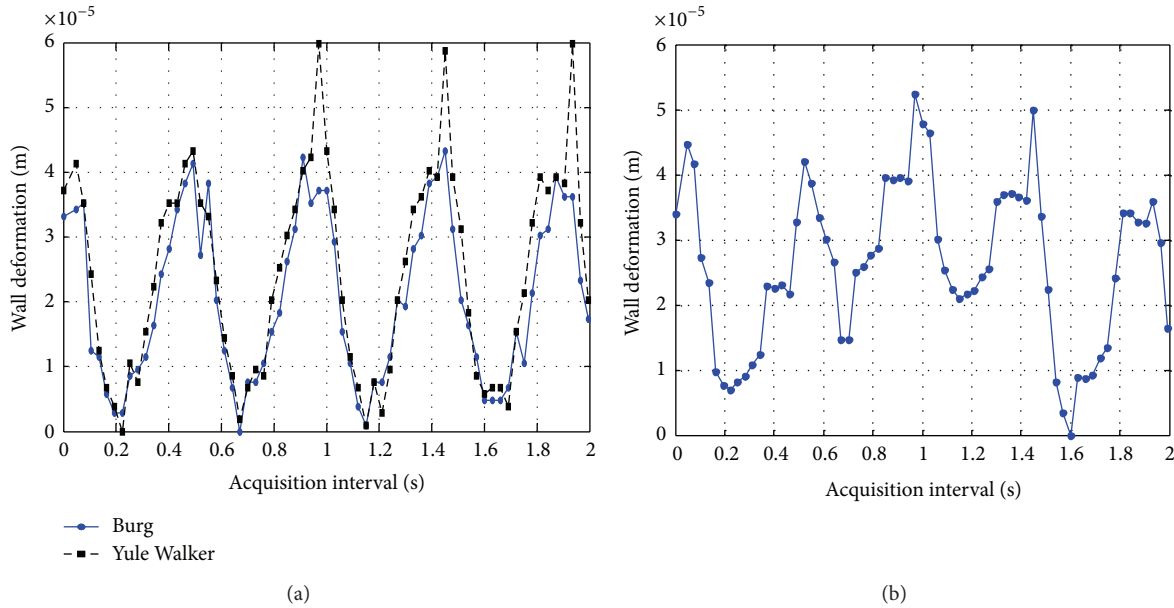 ×10⁻⁵
6
5
4
3
2
1
0
Wall deformation (m)
0 0.2 0.4 0.6 0.8 1 1.2 1.4 1.6 1.8 2
Acquisition interval (s)
Burg
Yule Walker
(a)
×10⁻⁵
6
5
4
3
2
1
0
Wall deformation (m)
0 0.2 0.4 0.6 0.8 1 1.2 1.4 1.6 1.8 2
Acquisition interval (s)
(b)